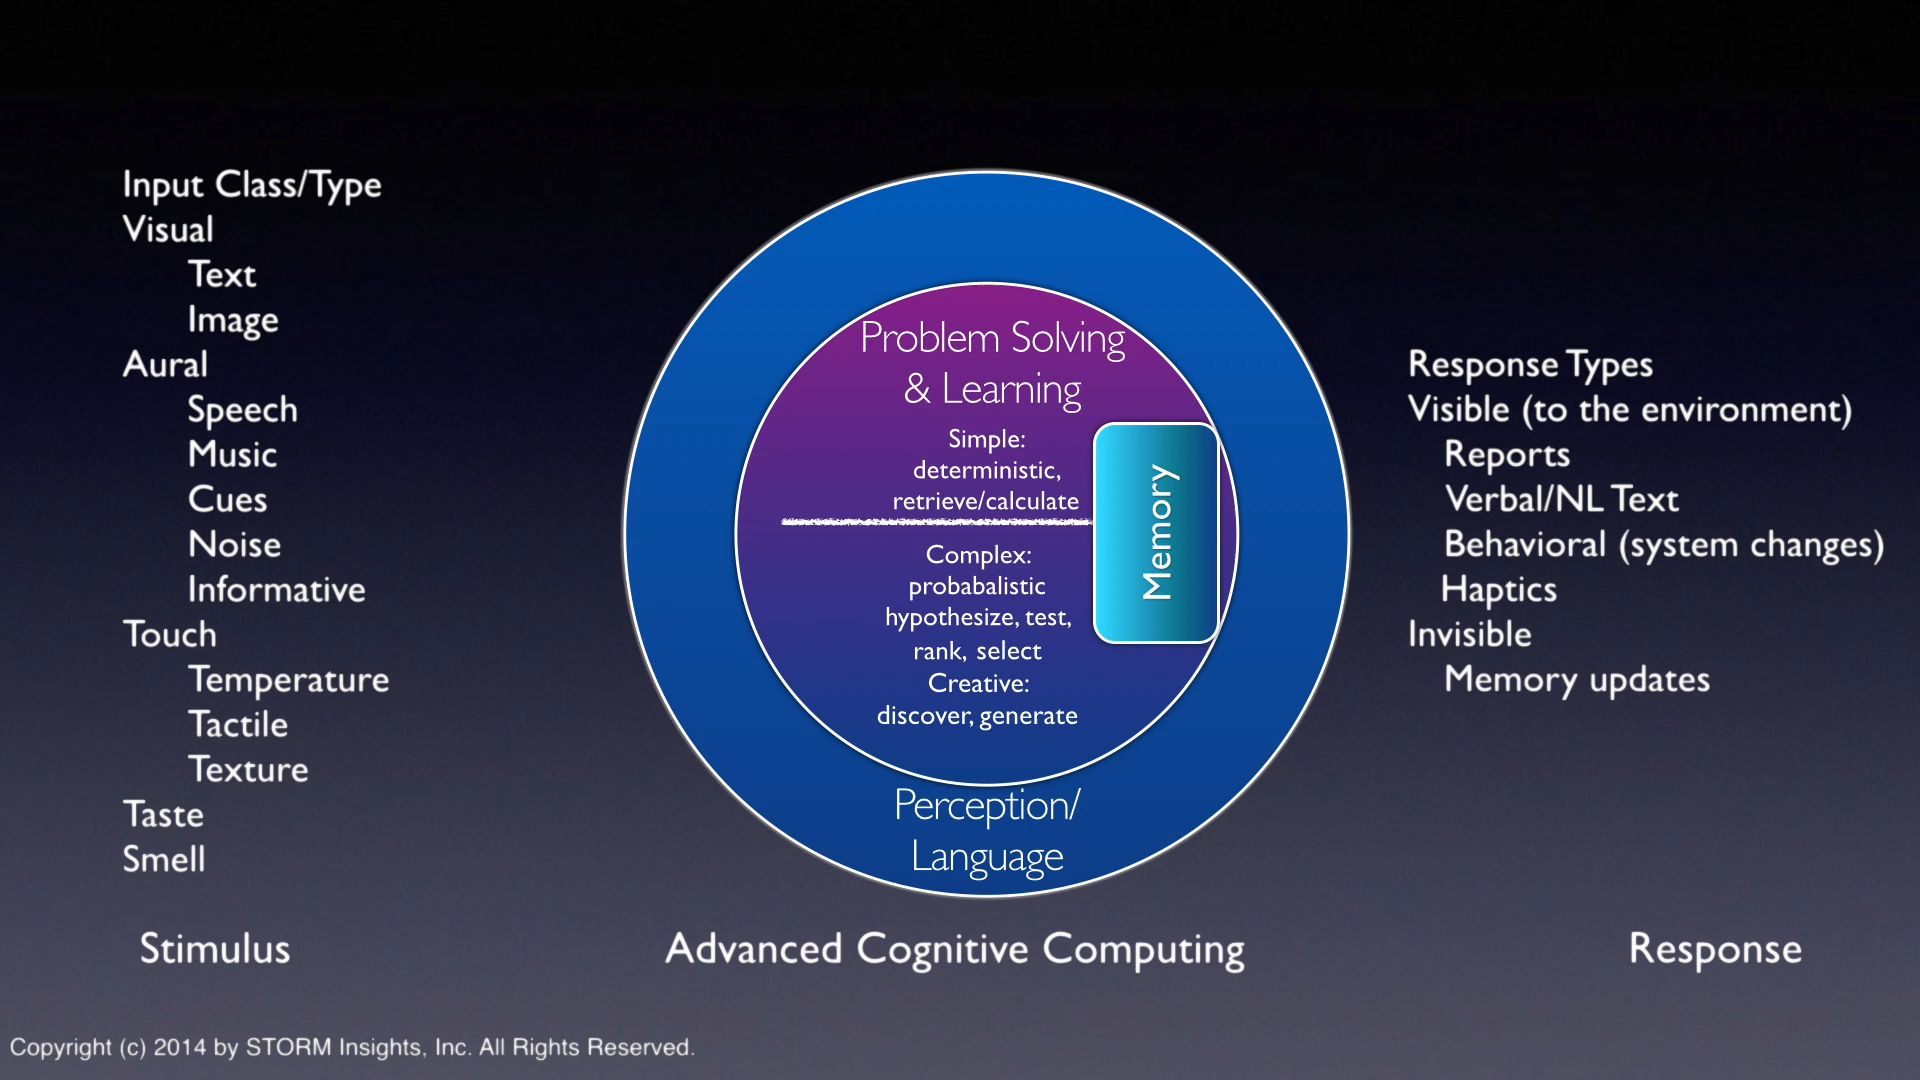 Input Class/Type
Visual
Text
Image
Aural
Speech
Music
Cues
Noise
Informative
Touch
Temperature
Tactile
Texture
Taste
Smell
Stimulus
Problem Solving
& Learning
Simple:
deterministic,
retrieve/calculate
Complex:
probabalistic
hypothesize, test,
rank, select
Creative:
discover, generate
Memory
Perception/
Language
Advanced Cognitive Computing
Response Types
Visible (to the environment)
Reports
Verbal/NL Text
Behavioral (system changes)
Haptics
Invisible
Memory updates
Response
Copyright (c) 2014 by STORM Insights, Inc. All Rights Reserved.